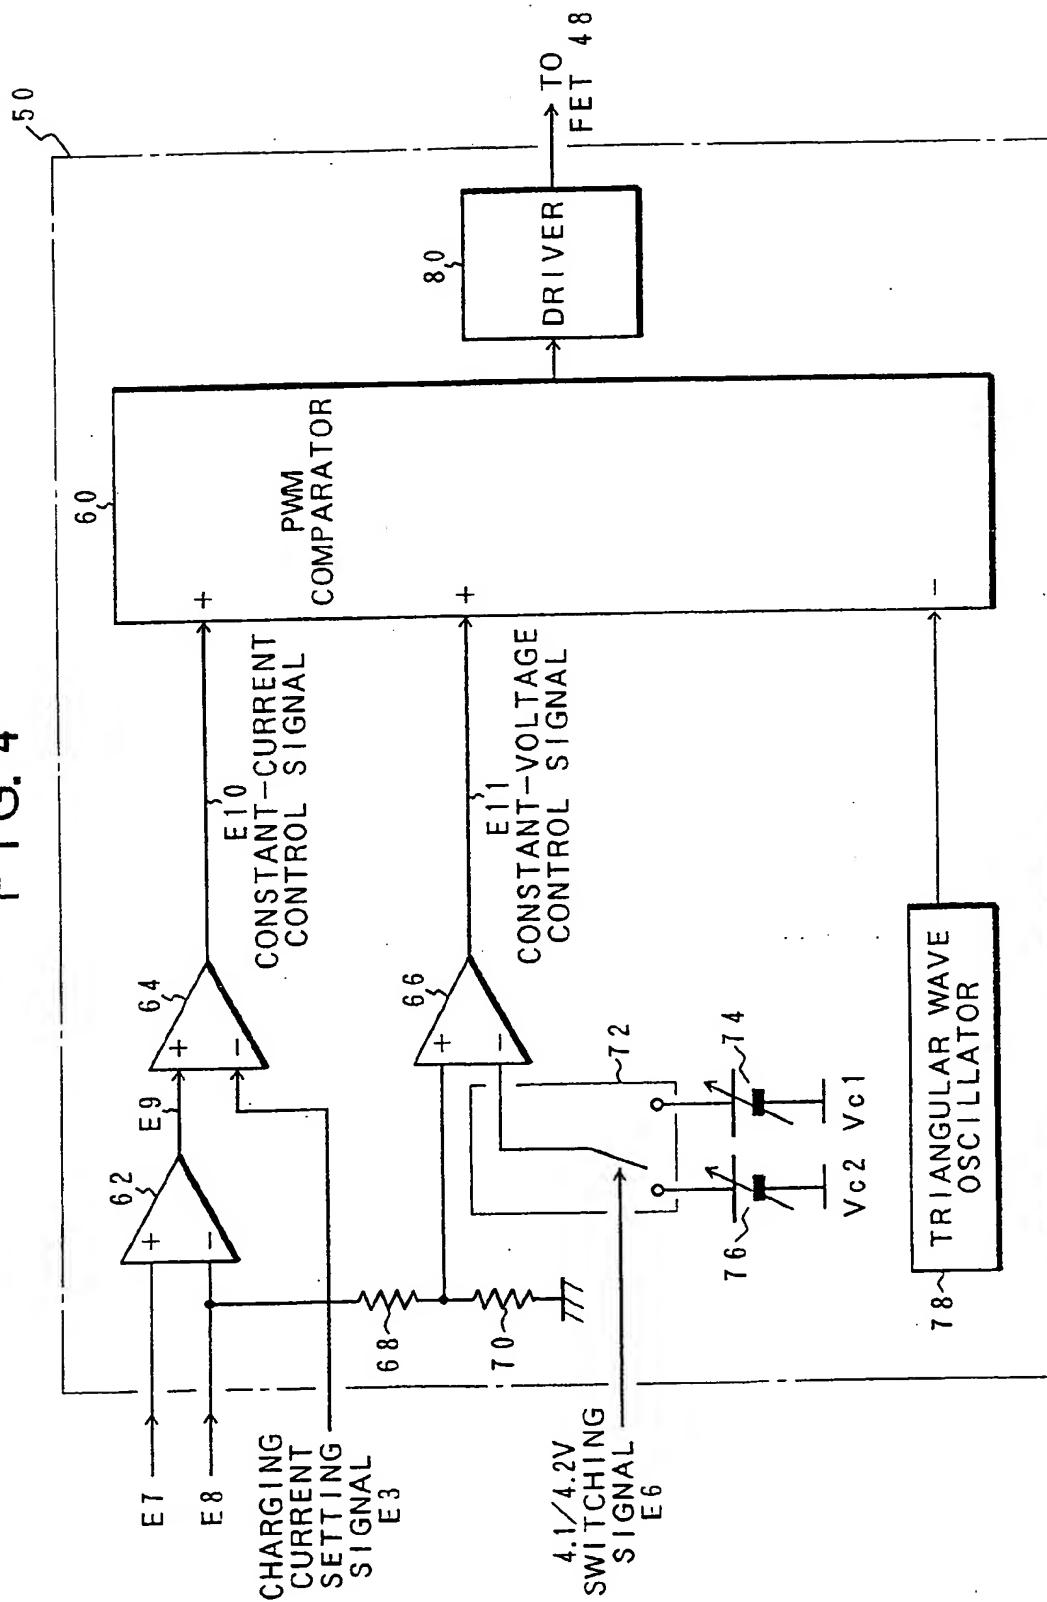 FIG. 4
50
E7
E8
CHARGING
CURRENT
SETTING
SIGNAL
E3
4.1/4.2V
SWITCHING
SIGNAL
E6
62
+
−
E9
64
+
−
E10
CONSTANT-CURRENT
CONTROL SIGNAL
68
70
66
+
−
E11
CONSTANT-VOLTAGE
CONTROL SIGNAL
72
76
74
Vc2
Vc1
78
TRIANGULAR WAVE
OSCILLATOR
60
+
+
−
PWM
COMPARATOR
80
DRIVER
TO
FET 48